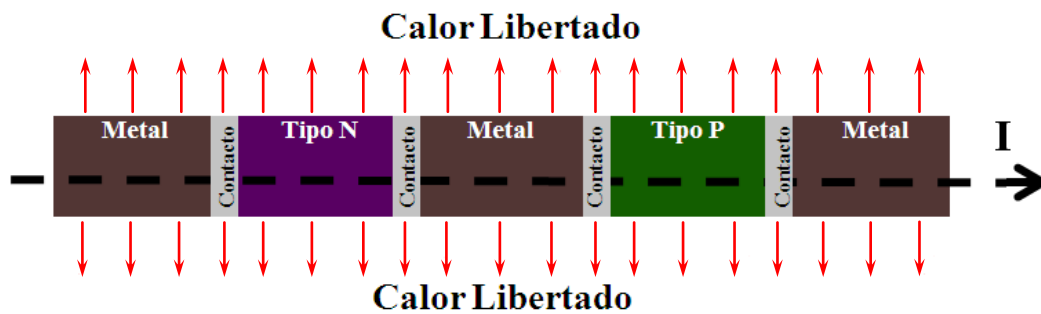 Calor Libertado
Metal
Contacto
Tipo N
Contacto
Metal
Contacto
Tipo P
Contacto
Metal
I
Calor Libertado